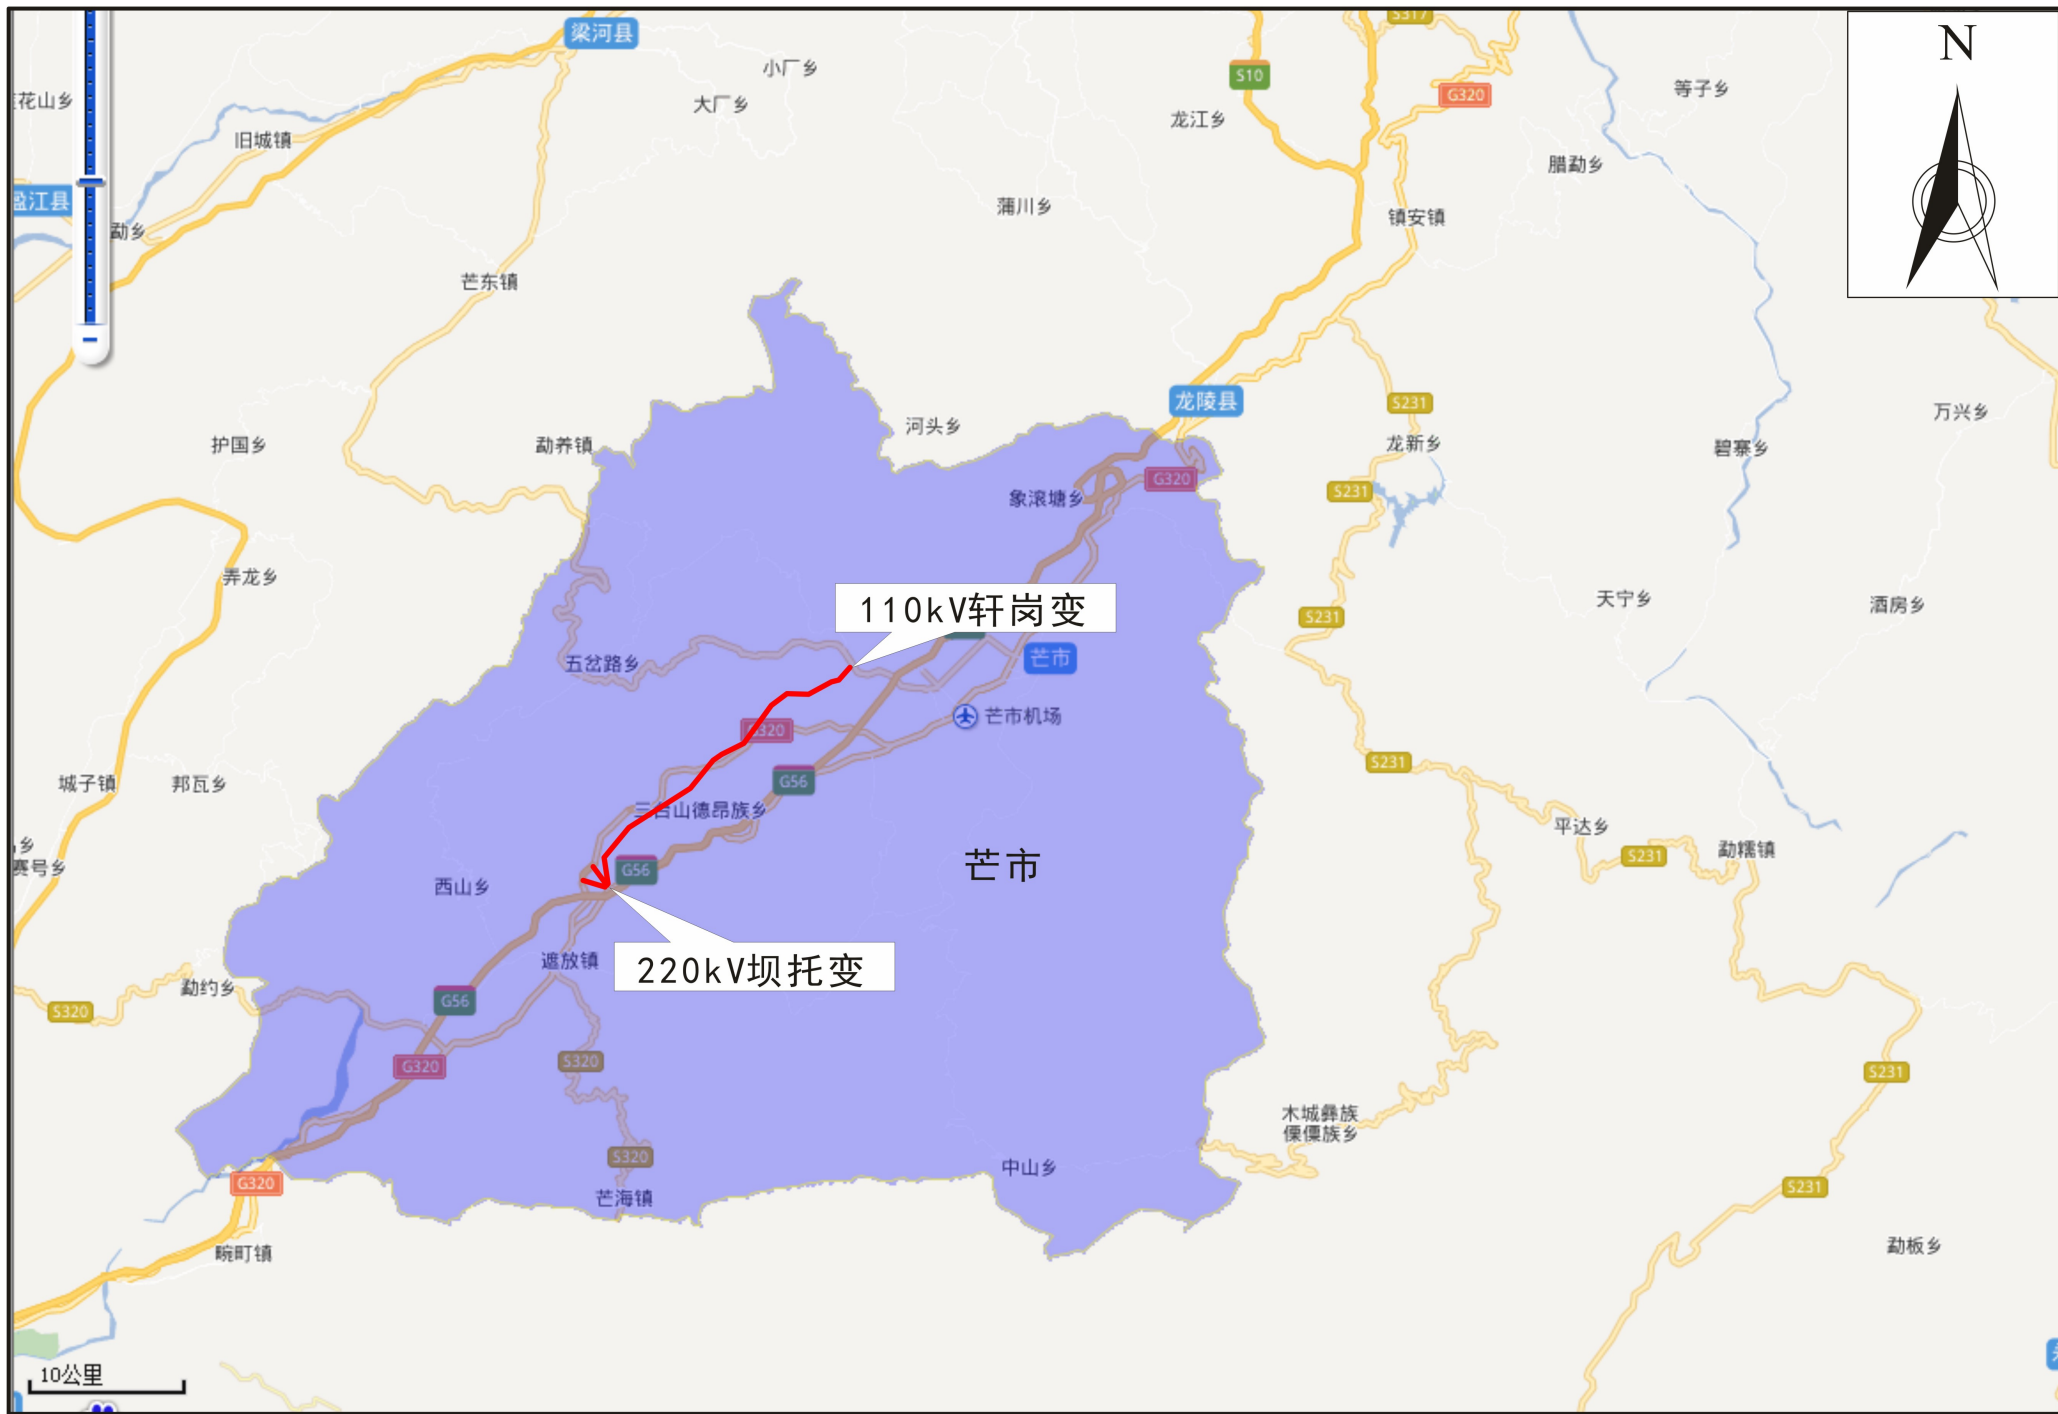 梁河县
S317
N
小厂乡
S10
G320
等子乡
花山乡
大厂乡
龙江乡
旧城镇
腊勐乡
盈江县
蒲川乡
镇安镇
勐乡
芒东镇
龙陵县
S231
万兴乡
河头乡
护国乡
勐养镇
龙新乡
碧寨乡
G320
S231
象滚塘乡
弄龙乡
天宁乡
酒房乡
110kV轩岗变
S231
五岔路乡
芒市
芒市机场
G320
S231
城子镇
邦瓦乡
G56
三台山德昂族乡
平达乡
乡
赛号乡
勐糯镇
S231
芒市
G56
西山乡
遮放镇
220kV坝托变
勐约乡
G56
S320
G320
S320
S231
木城彝族
傈僳族乡
S320
中山乡
G320
芒海镇
S231
畹町镇
勐板乡
10公里